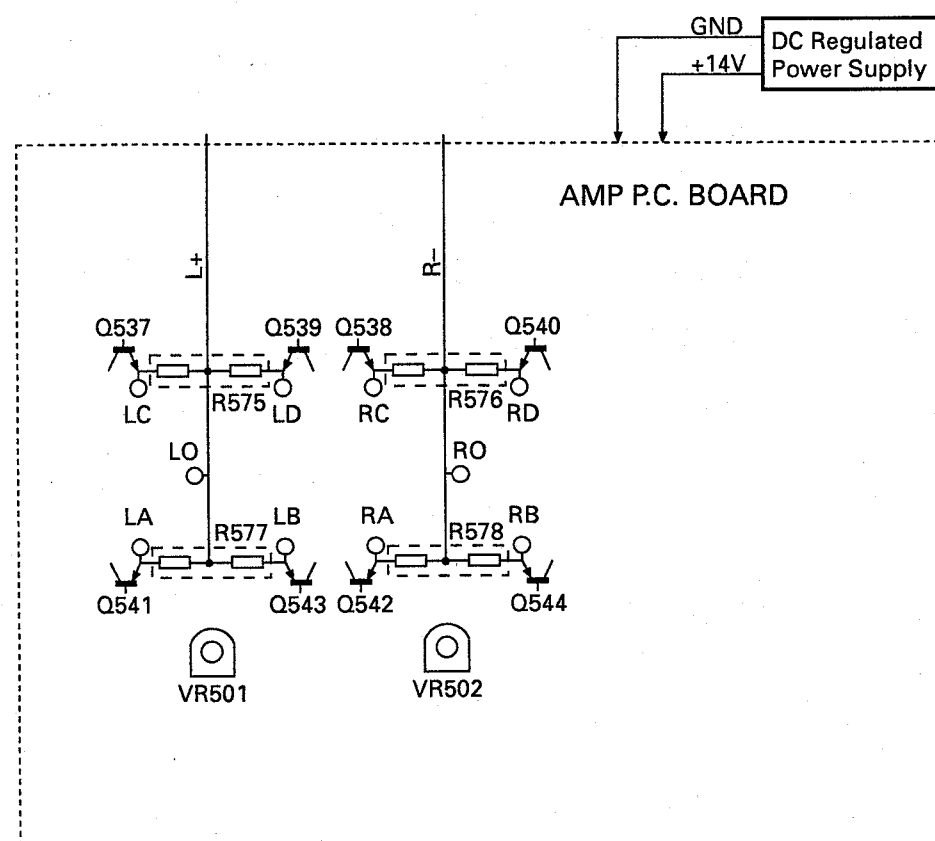 GND
+14V
DC Regulated
Power Supply
AMP P.C. BOARD
L+
R–
Q537
Q539
Q538
Q540
LC
R575
LD
RC
R576
RD
LO
RO
LA
R577
LB
RA
R578
RB
Q541
Q543
Q542
Q544
VR501
VR502